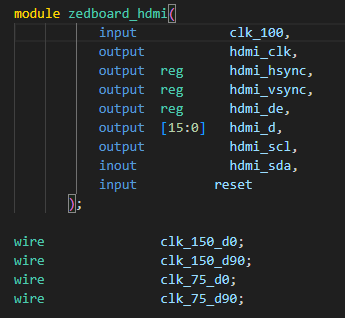 module zedboard_hdmi(
input clk_100,
output hdmi_clk,
output reg hdmi_hsync,
output reg hdmi_vsync,
output reg hdmi_de,
output [15:0] hdmi_d,
output hdmi_scl,
inout hdmi_sda,
input reset
);
wire clk_150_d0;
wire clk_150_d90;
wire clk_75_d0;
wire clk_75_d90;